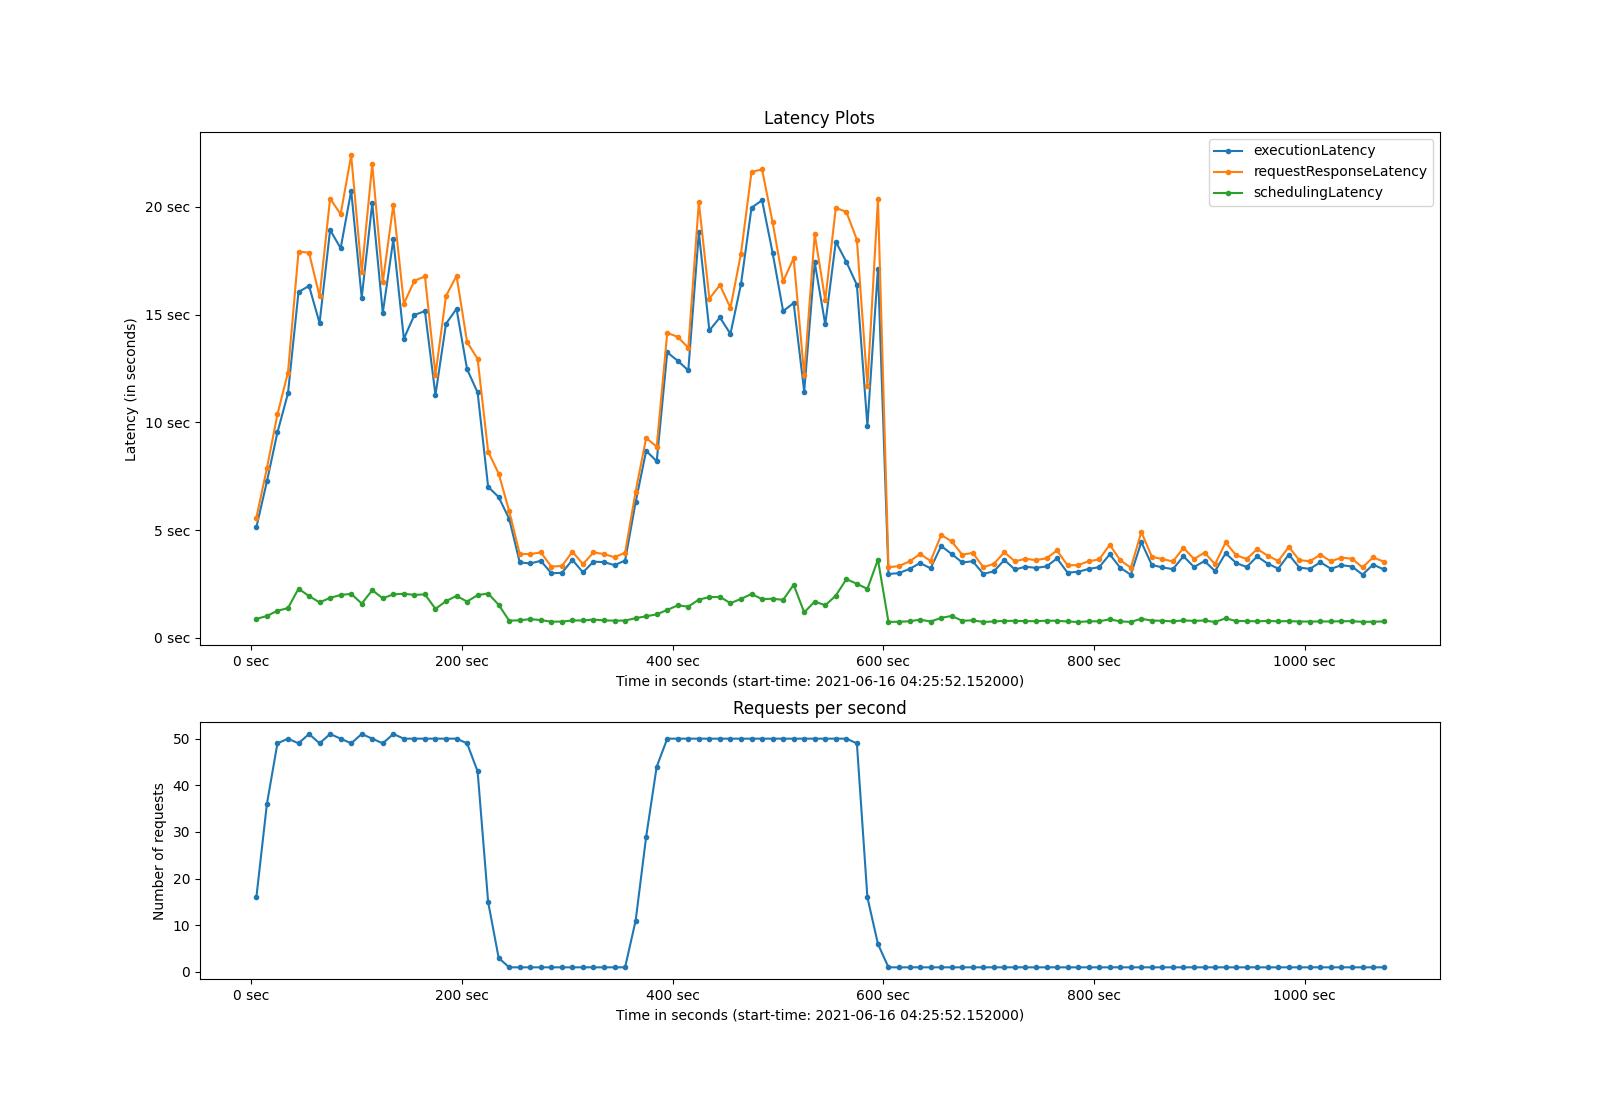 Latency Plots
executionLatency
requestResponseLatency
schedulingLatency
Latency (in seconds)
20 sec
15 sec
10 sec
5 sec
0 sec
0 sec 200 sec 400 sec 600 sec 800 sec 1000 sec
Time in seconds (start-time: 2021-06-16 04:25:52.152000)
Requests per second
Number of requests
50
40
30
20
10
0
0 sec 200 sec 400 sec 600 sec 800 sec 1000 sec
Time in seconds (start-time: 2021-06-16 04:25:52.152000)